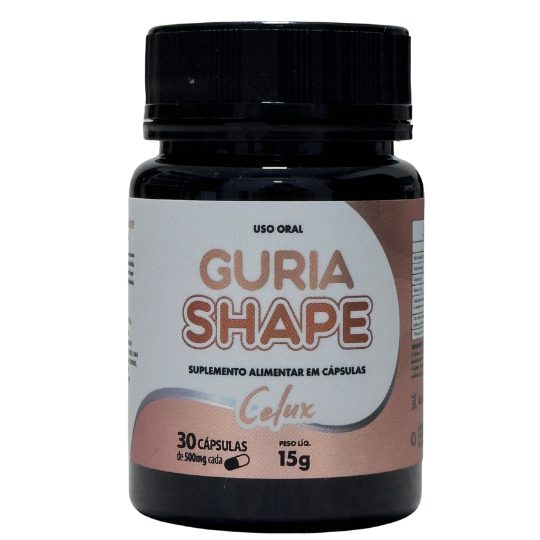 USO ORAL
GURIA
SHAPE
SUPLEMENTO ALIMENTAR EM CÁPSULAS
Celux
30 CÁPSULAS
de 500mg cada
PESO LÍQ.
15g